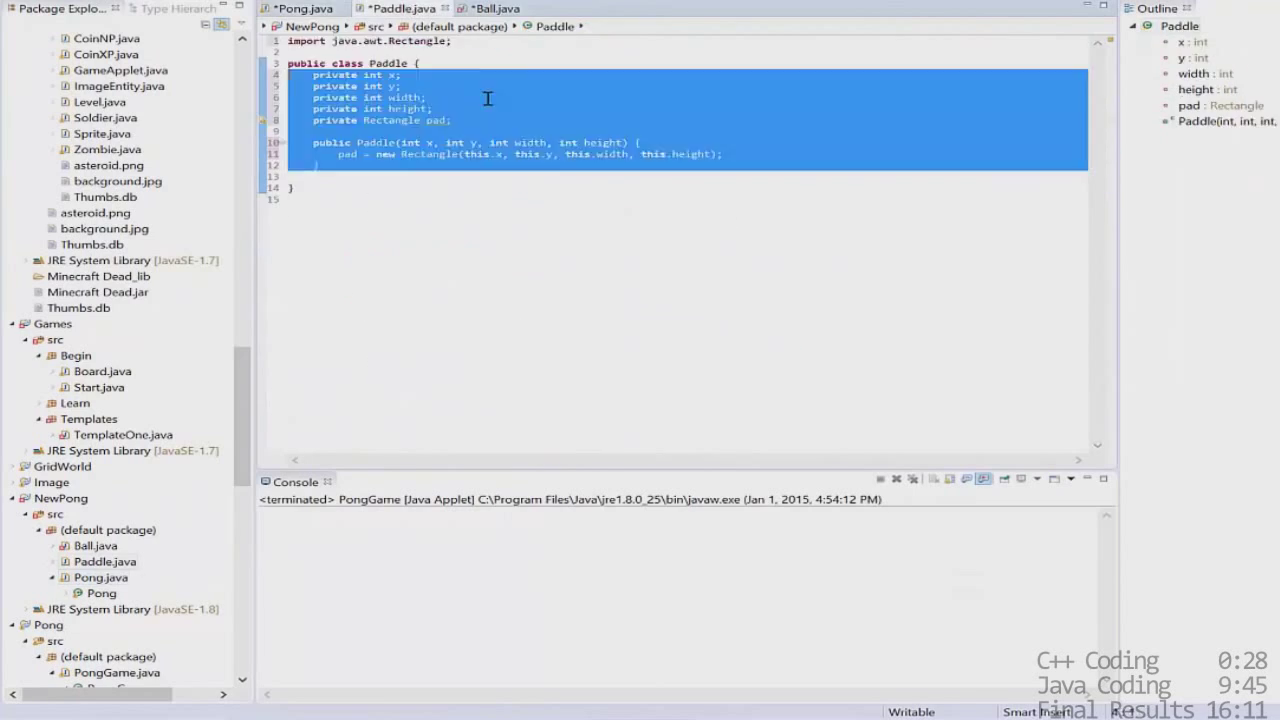 Package Explo...
Type Hierarch
CoinNP.java
CoinXP.java
GameApplet.java
ImageEntity.java
Level.java
Soldier.java
Sprite.java
Zombie.java
asteroid.png
background.jpg
Thumbs.db
asteroid.png
background.jpg
Thumbs.db
JRE System Library [JavaSE-1.7]
Minecraft Dead_lib
Minecraft Dead.jar
Thumbs.db
Games
src
Begin
Board.java
Start.java
Learn
Templates
TemplateOne.java
JRE System Library [JavaSE-1.7]
GridWorld
Image
NewPong
src
(default package)
Ball.java
Paddle.java
Pong.java
Pong
JRE System Library [JavaSE-1.8]
Pong
src
(default package)
PongGame.java
*Pong.java
*Paddle.java
*Ball.java
NewPong
src
(default package)
Paddle
1 import java.awt.Rectangle;
2
3 public class Paddle {
4 private int x;
5 private int y;
6 private int width;
7 private int height;
8 private Rectangle pad;
9
10 public Paddle(int x, int y, int width, int height) {
11 pad = new Rectangle(this.x, this.y, this.width, this.height);
12 }
13
14 }
15
Console
<terminated> PongGame [Java Applet] C:\Program Files\Java\jre1.8.0_25\bin\javaw.exe (Jan 1, 2015, 4:54:12 PM)
Outline
Paddle
x : int
y : int
width : int
height : int
pad : Rectangle
Paddle(int, int, int,
C++ Coding 0:28
Java Coding 9:45
Final Results 16:11
Writable
Smart Insert